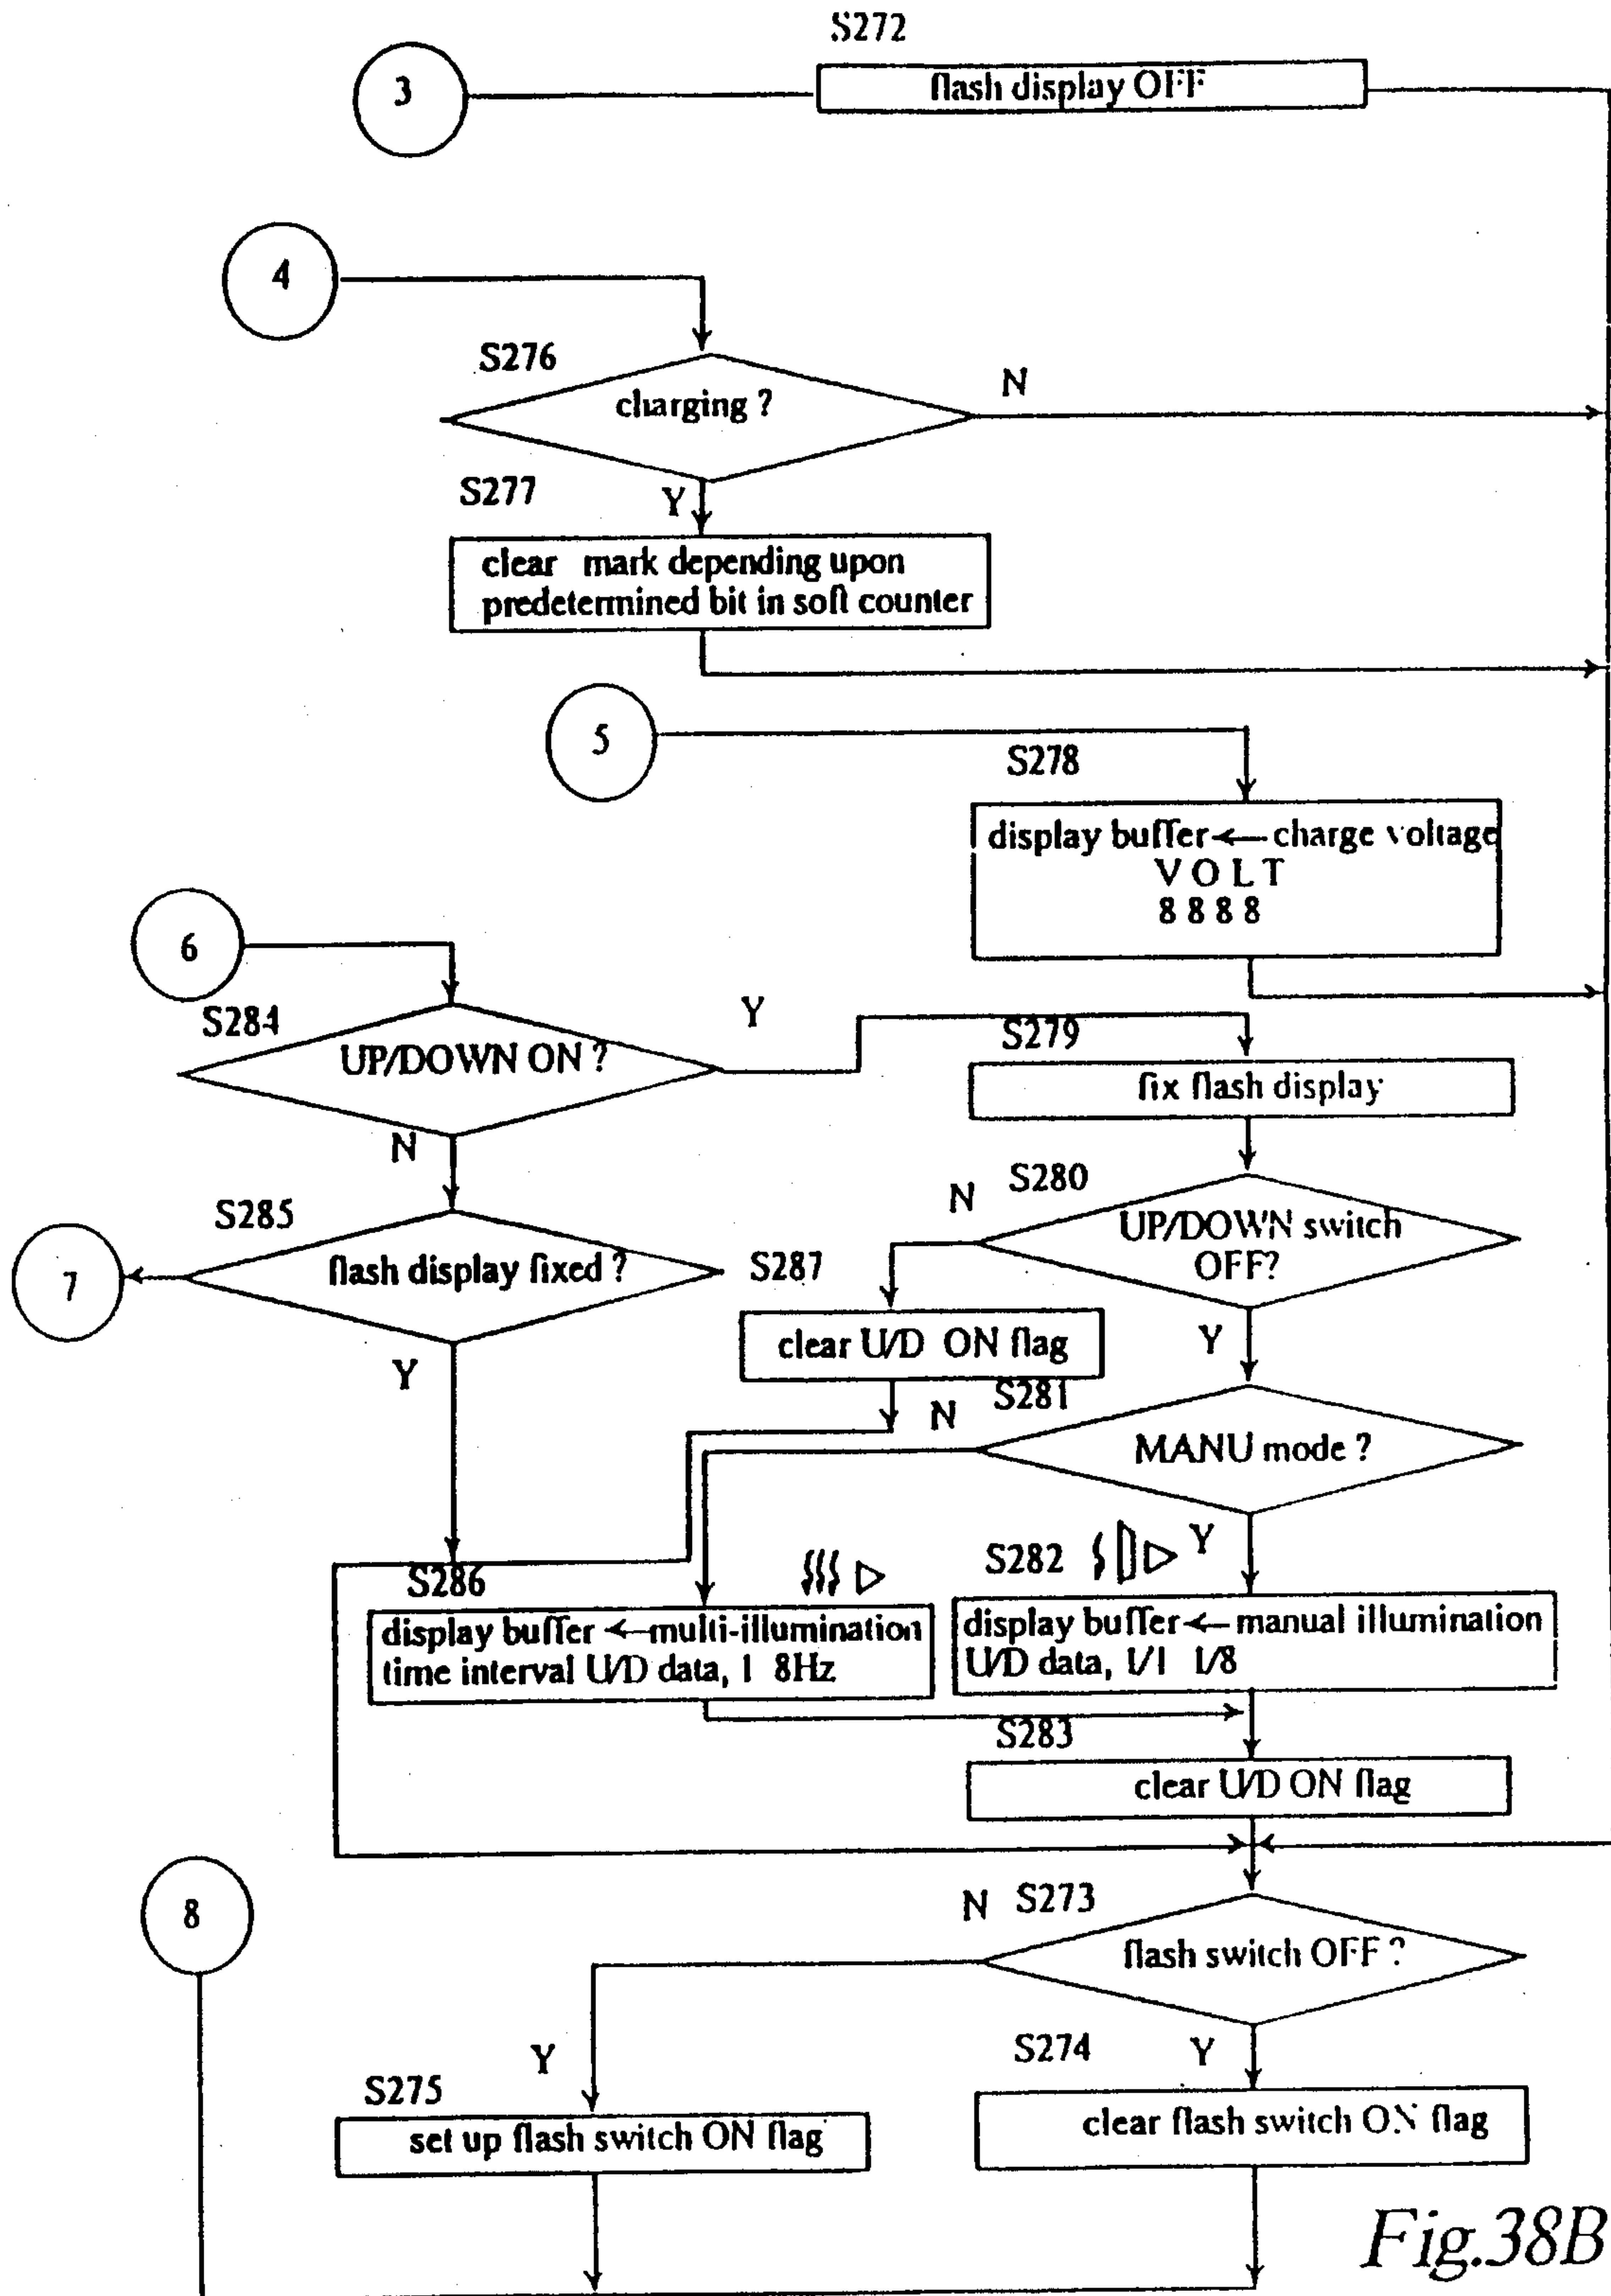 S272
3
flash display OFF
4
S276
N
charging ?
S277
Y
clear mark depending upon
predetermined bit in soft counter
5
S278
display buffer ← charge voltage
V O L T
8 8 8 8
6
S284
Y
UP/DOWN ON ?
S279
fix flash display
N
S285
N
S280
UP/DOWN switch
OFF?
7
flash display fixed ?
S287
clear U/D ON flag
Y
Y
S281
N
MANU mode ?
S286
S282
Y
display buffer ← multi-illumination
time interval U/D data, 1 8Hz
display buffer ← manual illumination
U/D data, 1/1 1/8
S283
clear U/D ON flag
8
N
S273
flash switch OFF ?
Y
S274
Y
S275
set up flash switch ON flag
clear flash switch ON flag
Fig.38B